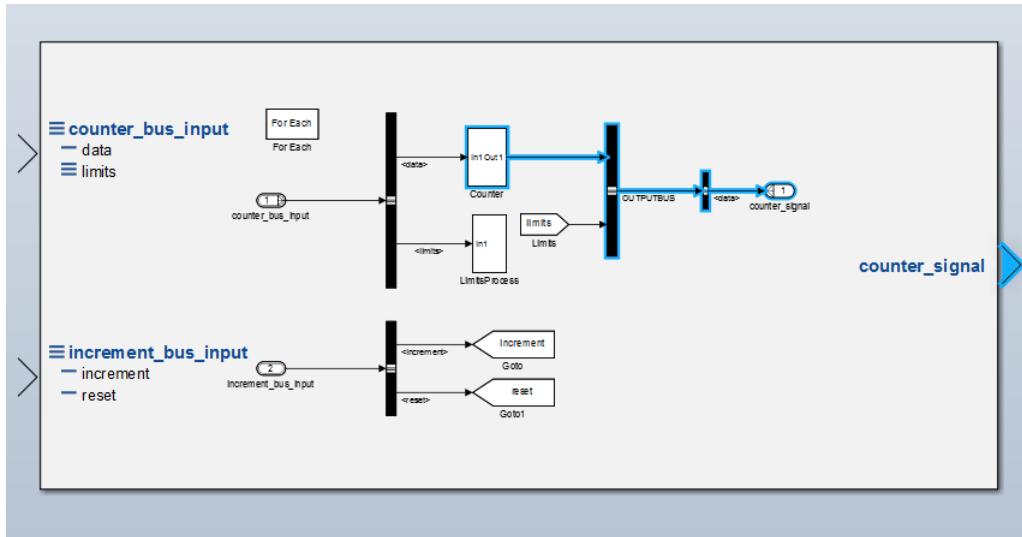 counter_bus_input
data
limits
For Each
For Each
1
counter_bus_input
<data>
In1 Out1
Counter
<limits>
In1
LimitsProcess
limits
Limits
OUTPUTBUS
<data>
1
counter_signal
counter_signal
increment_bus_input
increment
reset
2
increment_bus_input
<increment>
increment
Goto
<reset>
reset
Goto1